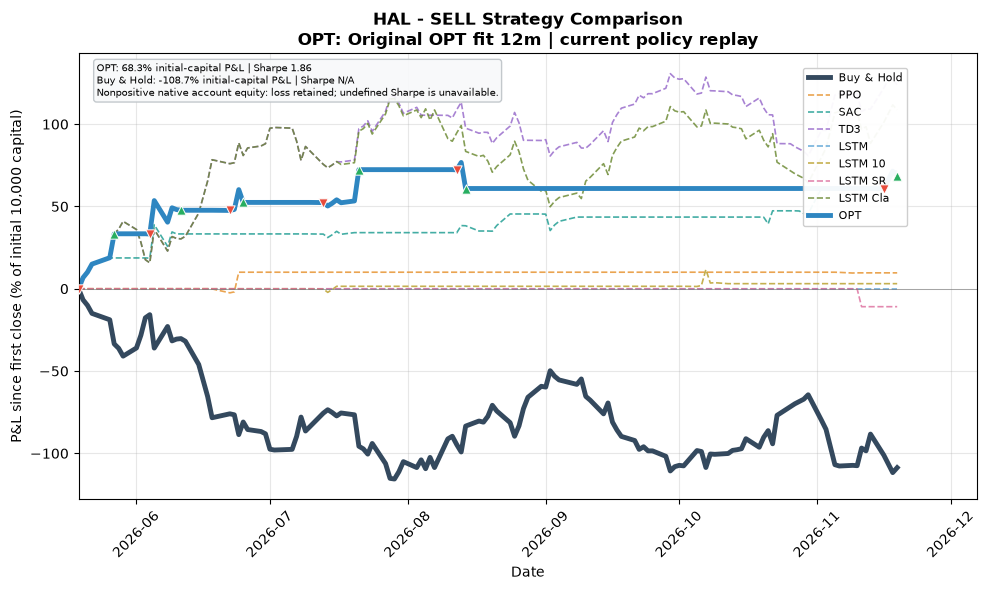 HAL - SELL Strategy Comparison
OPT: Original OPT fit 12m | current policy replay
OPT: 68.3% initial-capital P&L | Sharpe 1.86
Buy & Hold: -108.7% initial-capital P&L | Sharpe N/A
Nonpositive native account equity: loss retained; undefined Sharpe is unavailable.
Buy & Hold
PPO
SAC
TD3
LSTM
LSTM 10
LSTM SR
LSTM Cla
OPT
P&L since first close (% of initial 10,000 capital)
100
50
0
−50
−100
2026-06
2026-07
2026-08
2026-09
2026-10
2026-11
2026-12
Date